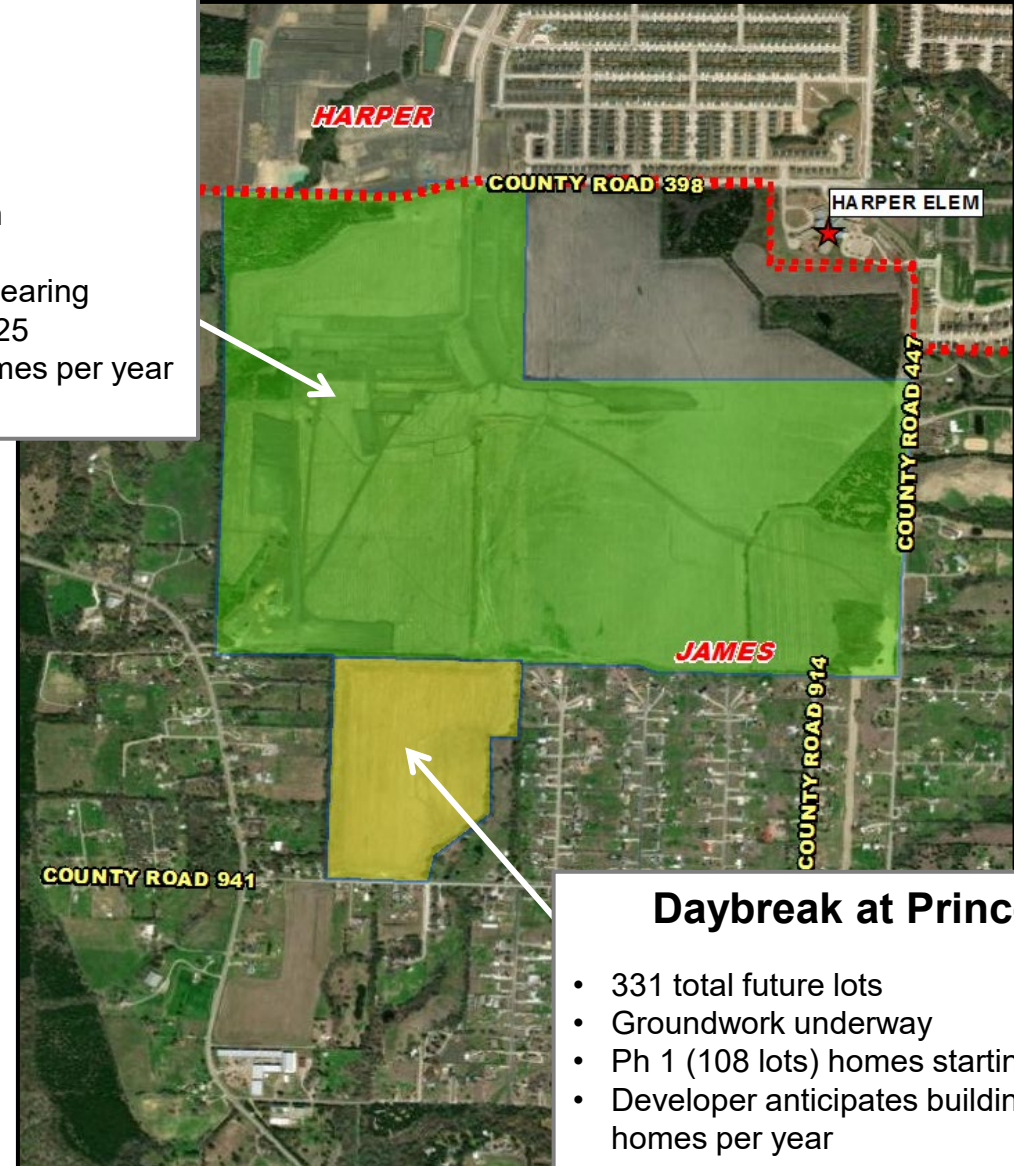 earing
25
mes per year
HARPER
COUNTY ROAD 398
HARPER ELEM
COUNTY ROAD 447
JAMES
COUNTY ROAD 914
COUNTY ROAD 941
Daybreak at Princ
• 331 total future lots
• Groundwork underway
• Ph 1 (108 lots) homes startin
• Developer anticipates buildin
homes per year